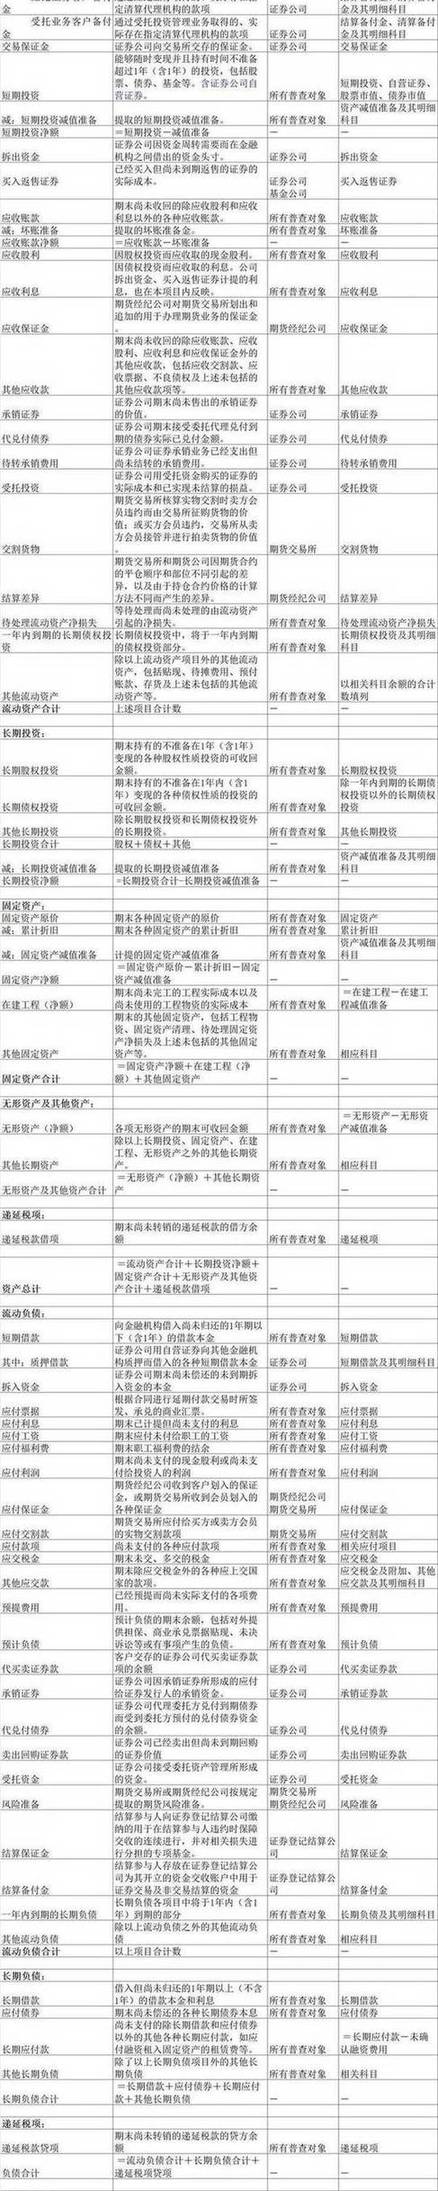 金 指定清算代理机构的款项 证券公司 金及其明细科目
受托业务客户备付金 通过受托投资管理业务取得的、实际存在指定清算代理机构的款项 证券公司 结算备付金、清算备付金及其明细科目
交易保证金 证券公司向交易所交存的保证金。 证券公司 交易保证金
短期投资 能够随时变现并且持有时间不准备超过1年（含1年）的投资，包括股票、债券、基金等。含证券公司自营证券。 所有普查对象 短期投资、自营证券、股票市值、债券市值
减：短期投资减值准备 提取的短期投资减值准备。 所有普查对象 资产减值准备及其明细科目
短期投资净额 ＝短期投资－减值准备 － －
拆出资金 证券公司因资金周转需要而在金融机构之间借出的资金头寸。 证券公司 拆出资金
买入返售证券 已经买入但尚未到期返售的证券的实际成本。 证券公司 基金公司 买入返售证券
应收账款 期末尚未收回的除应收股利和应收利息以外的各种应收账款。 所有普查对象 应收账款
减：坏账准备 提取的坏账准备金。 所有普查对象 坏账准备
应收账款净额 ＝应收账款－坏账准备 － －
应收股利 因股权投资而应收取的现金股利。 所有普查对象 应收股利
应收利息 因债权投资而应收取的利息。公司拆出资金、买入返售证券计提的利息，也在本项目内反映。 所有普查对象 应收利息
应收保证金 期货经纪公司对期货交易所划出和追加的用于办理期货业务的保证金。 期货经纪公司 应收保证金
其他应收款 期末尚未收回的除应收账款、应收股利、应收利息和应收保证金外的其他应收款，包括应收交割款、应收票据、不良债权及上述未包括的其他应收款项等。 所有普查对象 其他应收款
承销证券 证券公司期末尚未售出的承销证券的价值。 证券公司 承销证券
代兑付债券 证券公司期末接受委托代理兑付到期的债券实际已兑付金额。 证券公司 代兑付债券
待转承销费用 证券公司证券承销业务已经支出但尚未结转的承销费用。 证券公司 待转承销费用
受托投资 证券公司用受托资金购买的证券的实际成本和已实现未结算的损益。 证券公司 受托投资
交割货物 期货交易所核算实物交割时卖方会员违约而由交易所征购货物的价值；或买方会员违约，交易所从卖方会员接管并进行拍卖货物的价值。 期货交易所 交割货物
结算差异 期货交易所和期货公司因期货合约的平仓顺序和部位不同引起的差异，以及由于持仓合约价格的计算方法不同而产生的差异。 期货经纪公司 结算差异
待处理流动资产净损失 等待处理而尚未处理的由流动资产引起的净损失。 所有普查对象 待处理流动资产净损失
一年内到期的长期债权投资 长期债权投资中，将于一年内到期的债权投资部分。 所有普查对象 长期债权投资及其明细科目
其他流动资产 除以上流动资产项目外的其他流动资产，包括贴现、待摊费用、预付账款、存货及上述未包括的其他流动资产等。 所有普查对象 以相关科目余额的合计数填列
流动资产合计 上述项目合计数 － －
长期投资：
长期股权投资 期末持有的不准备在1年（含1年）变现的各种股权性质投资的可收回金额。 所有普查对象 长期股权投资
长期债权投资 期末持有的不准备在1年内（含1年）变现的各种债权性质的投资的可收回金额。 所有普查对象 除一年内到期的长期债权投资以外的长期债权投资
其他长期投资 除长期股权投资和长期债权投资外的长期投资。 所有普查对象 其他长期投资
长期投资合计 股权＋债权＋其他 － －
减：长期投资减值准备 提取的长期投资减值准备 所有普查对象 资产减值准备及其明细科目
长期投资净额 =长期投资合计-长期投资减值准备 － －
固定资产：
固定资产原价 期末各种固定资产的原价 所有普查对象 固定资产
减：累计折旧 期末各种固定资产的累计折旧 所有普查对象 累计折旧
减：固定资产减值准备 计提的固定资产减值准备 所有普查对象 资产减值准备及其明细科目
固定资产净额 ＝固定资产原价－累计折旧－固定资产减值准备 － －
在建工程（净额） 期末尚未完工的工程实际成本以及尚未使用的工程物资的实际成本 所有普查对象 ＝在建工程－在建工程减值准备
其他固定资产 期末的其他固定资产，包括工程物资、固定资产清理、待处理固定资产净损失及上述未包括的其他固定资产等。 所有普查对象 相应科目
固定资产合计 ＝固定资产净额＋在建工程（净额）＋其他固定资产 － －
无形资产及其他资产：
无形资产（净额） 各项无形资产的期末可收回金额 所有普查对象 ＝无形资产－无形资产减值准备
其他长期资产 除以上长期投资、固定资产、在建工程、无形资产之外的其他长期资产。 所有普查对象 相应科目
无形资产及其他资产合计 ＝无形资产（净额）＋其他长期资产 － －
递延税项：
递延税款借项 期末尚未转销的递延税款的借方余额 所有普查对象 递延税项
资产总计 ＝流动资产合计＋长期投资净额＋固定资产合计＋无形资产及其他资产合计＋递延税款借项 － －
流动负债：
短期借款 向金融机构借入尚未归还的1年期以下（含1年）的借款本金 所有普查对象 短期借款
其中：质押借款 证券公司用自营证券向其他金融机构质押而借入的各种短期借款本金 证券公司 短期借款及其明细科目
拆入资金 证券公司期末尚未偿还的未到期拆入资金的本金 证券公司 拆入资金
应付票据 根据合同进行延期付款交易时所签发、承兑的商业汇票。 所有普查对象 应付票据
应付利息 期末已计提但尚未支付的利息 所有普查对象 应付利息
应付工资 期末应付未付给职工的工资 所有普查对象 应付工资
应付福利费 期末职工福利费的结余 所有普查对象 应付福利费
应付利润 期末尚未支付的现金股利或尚未支付给投资人的利润 所有普查对象 应付利润
应付保证金 期货经纪公司收到客户划入的保证金，或期货交易所收到会员划入的各种保证金 期货经纪公司 期货交易所 应付保证金
应付交割款 期货交易所应付给买方或卖方会员的实物交割款项 期货交易所 应付交割款
应付款项 尚未支付的各种应付款项 所有普查对象 相关应付项目
应交税金 期末未交、多交的税金 所有普查对象 应交税金
其他应交款 期末除应交税金外的各种应上交国家的款项。 所有普查对象 应交税金及附加、其他应交款及其明细科目
预提费用 已经预提而尚未实际支付的各项费用。 所有普查对象 预提费用
预计负债 预计负债的期末余额，包括对外提供担保、商业承兑票据贴现、未决诉讼等或有事项产生的负债。 所有普查对象 预计负债
代买卖证券款 客户交存的证券公司代买卖证券款项的余额 证券公司 代买卖证券款
承销证券 证券公司因承销证券所形成的应付给证券发行人的承销资金。 证券公司 承销证券款
代兑付债券 证券公司代理委托方兑付到期债券而受到委托方预付的兑付债券资金的余额。 证券公司 代兑付债券
卖出回购证券款 证券公司已经卖出但尚未到期回购的证券价值 证券公司 卖出回购证券款
受托资金 证券公司接受委托资产管理所形成的资金。 证券公司 受托资金
风险准备 期货交易所或期货经纪公司按规定提取的期货风险准备。 期货交易所 期货经纪公司 风险准备
结算保证金 结算参与人向证券登记结算公司缴纳的用于在结算参与人违约时保障交收的连续进行，并对相关损失进行分担的专项基金。 证券登记结算公司 结算保证金
结算备付金 结算参与人存放在证券登记结算公司为其开立的资金交收账户中用于证券交易及非交易结算的资金 证券登记结算公司 结算备付金
一年内到期的长期负债 长期负债各项目中将于1年内（含1年）到期的部分 所有普查对象 长期负债及其明细科目
其他流动负债 除以上流动负债之外的其他流动负债 所有普查对象 相应科目
流动负债合计 以上项目合计数 － －
长期负债：
长期借款 借入但尚未归还的1年期以上（不含1年）的借款本金和利息 所有普查对象 长期借款
应付债券 期末尚未偿还的各种长期债券本息 所有普查对象 应付债券
长期应付款 尚未支付的除长期借款和应付债券以外的其他各种长期应付款，如应付融资租入固定资产的租赁费等。 所有普查对象 ＝长期应付款－未确认融资费用
其他长期负债 除了以上长期负债项目外的其他长期负债 所有普查对象 相关科目
长期负债合计 ＝长期借款＋应付债券＋长期应付款＋其他长期负债 － －
递延税项：
递延税款贷项 期末尚未转销的递延税款的贷方余额 所有普查对象 递延税项
负债合计 ＝流动负债合计＋长期负债合计＋递延税项贷项 － －